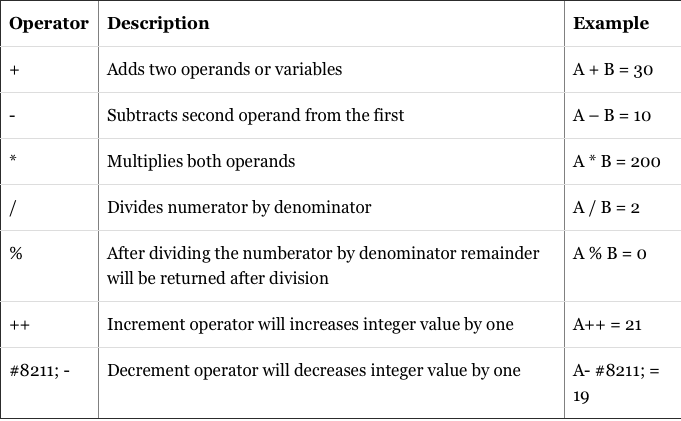 Operator Description Example
+ Adds two operands or variables A + B = 30
- Subtracts second operand from the first A – B = 10
* Multiplies both operands A * B = 200
/ Divides numerator by denominator A / B = 2
% After dividing the numberator by denominator remainder A % B = 0
will be returned after division
++ Increment operator will increases integer value by one A++ = 21
#8211; - Decrement operator will decreases integer value by one A- #8211; =
19